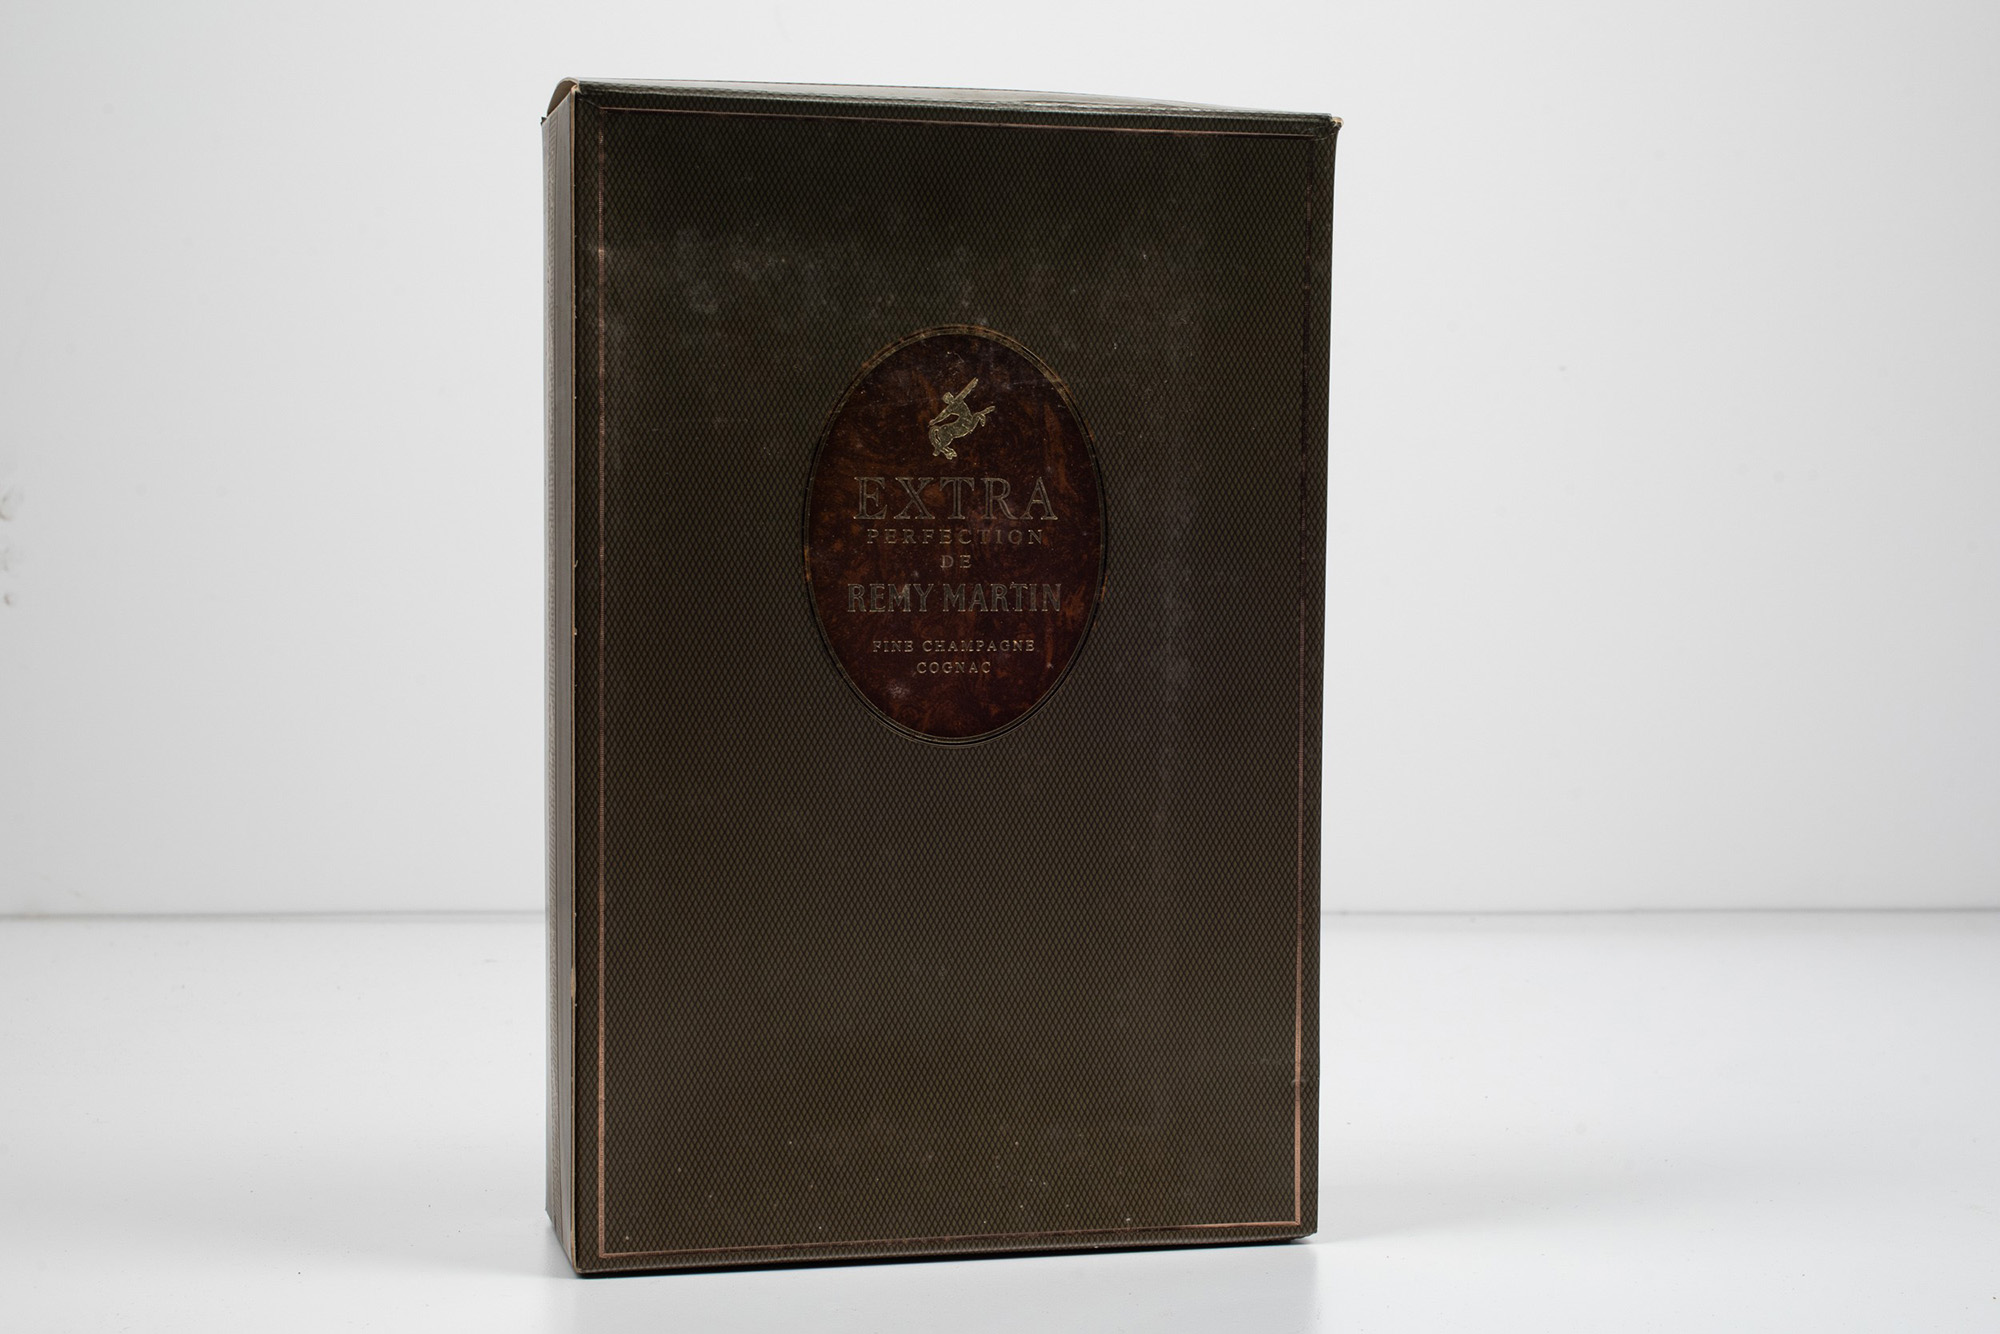 EXTRA
PERFECTION
DE
REMY MARTIN
FINE CHAMPAGNE
COGNAC